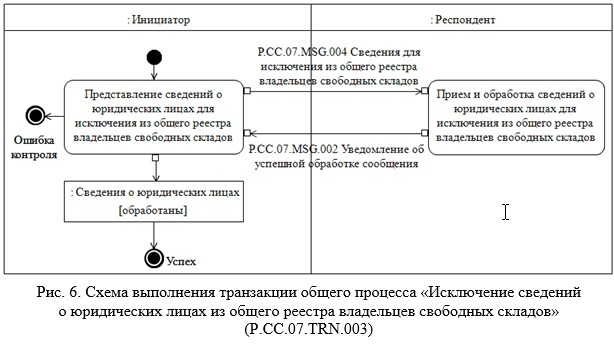 : Инициатор
: Респондент
P.CC.07.MSG.004 Сведения для
исключения из общего реестра
владельцев свободных складов
Представление сведений о
юридических лицах для
исключения из общего реестра
владельцев свободных складов
Прием и обработка сведений о
юридических лицах для
исключения из общего реестра
владельцев свободных складов
Ошибка
контроля
P.CC.07.MSG.002 Уведомление об
успешной обработке сообщения
: Сведения о юридических лицах
[обработаны]
Успех
Рис. 6. Схема выполнения транзакции общего процесса «Исключение сведений
о юридических лицах из общего реестра владельцев свободных складов»
(P.CC.07.TRN.003)